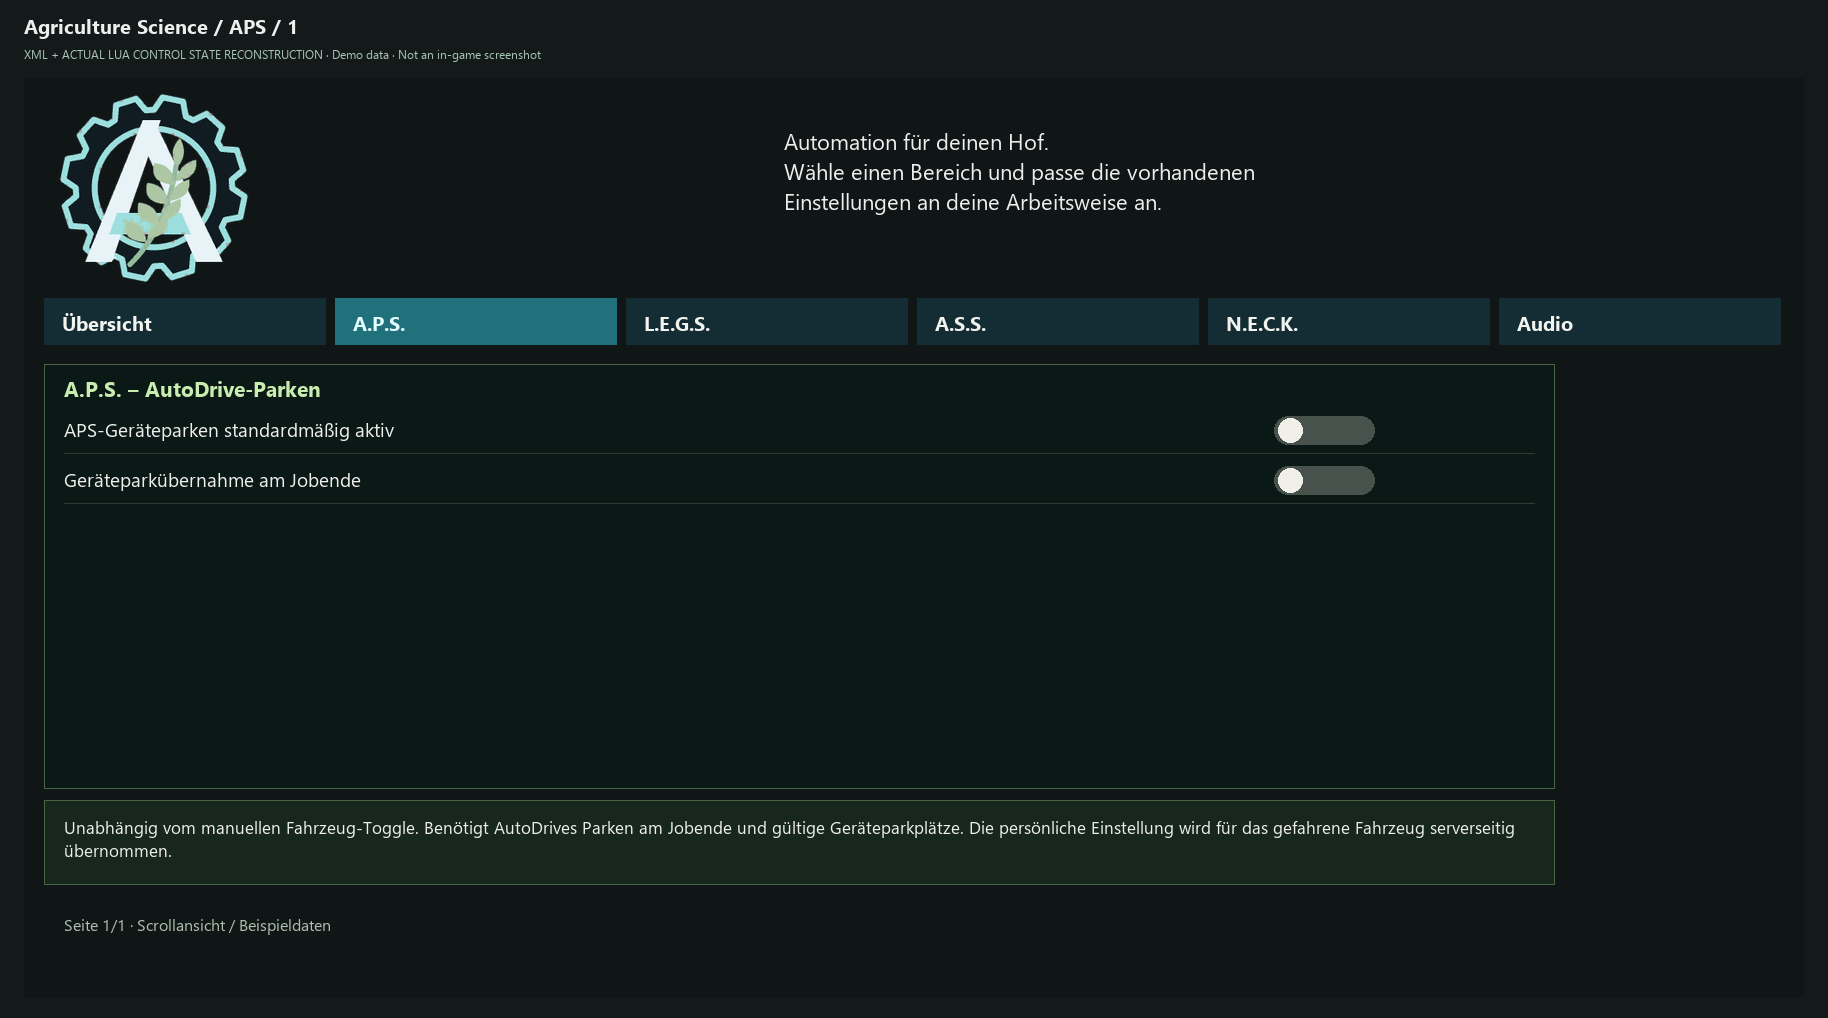 Agriculture Science / APS / 1
XML + ACTUAL LUA CONTROL STATE RECONSTRUCTION · Demo data · Not an in-game screenshot
Automation für deinen Hof.
Wähle einen Bereich und passe die vorhandenen
Einstellungen an deine Arbeitsweise an.
Übersicht
A.P.S.
L.E.G.S.
A.S.S.
N.E.C.K.
Audio
A.P.S. – AutoDrive-Parken
APS-Geräteparken standardmäßig aktiv
Geräteparkübernahme am Jobende
Unabhängig vom manuellen Fahrzeug-Toggle. Benötigt AutoDrives Parken am Jobende und gültige Geräteparkplätze. Die persönliche Einstellung wird für das gefahrene Fahrzeug serverseitig
übernommen.
Seite 1/1 · Scrollansicht / Beispieldaten